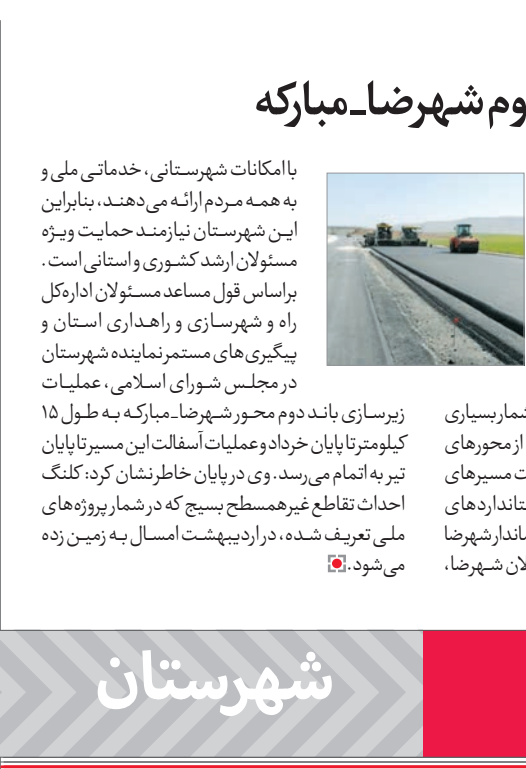 وم شهرضا_مبارکه
شمار بسیاری
از محورهای
ت مسیرهای
تانداردهای
ماندار شهرضا
لان شهرضا،
با امکانات شهرستانی، خدماتی ملی و
به همه مردم ارائه می‌دهند، بنابراین
این شهرستان نیازمند حمایت ویژه
مسئولان ارشد کشوری و استانی است.
براساس قول مساعد مسئولان اداره‌کل
راه و شهرسازی و راهداری استان و
پیگیری‌های مستمر نماینده شهرستان
در مجلس شورای اسلامی، عملیات
زیرسازی باند دوم محور شهرضا_مبارکه به طول ۱۵
کیلومتر تا پایان خرداد و عملیات آسفالت این مسیر تا پایان
تیر به اتمام می‌رسد. وی در پایان خاطرنشان کرد: کلنگ
احداث تقاطع غیرهمسطح بسیج که در شمار پروژه‌های
ملی تعریف شده، در اردیبهشت امسال به زمین زده
می‌شود.
شهرستان